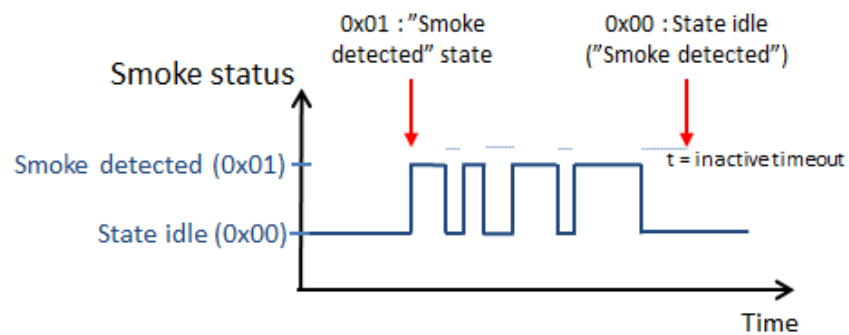 0x01 : ”Smoke
detected” state
0x00 : State idle
(”Smoke detected”)
Smoke status
Smoke detected (0x01)
t = inactive timeout
State idle (0x00)
Time